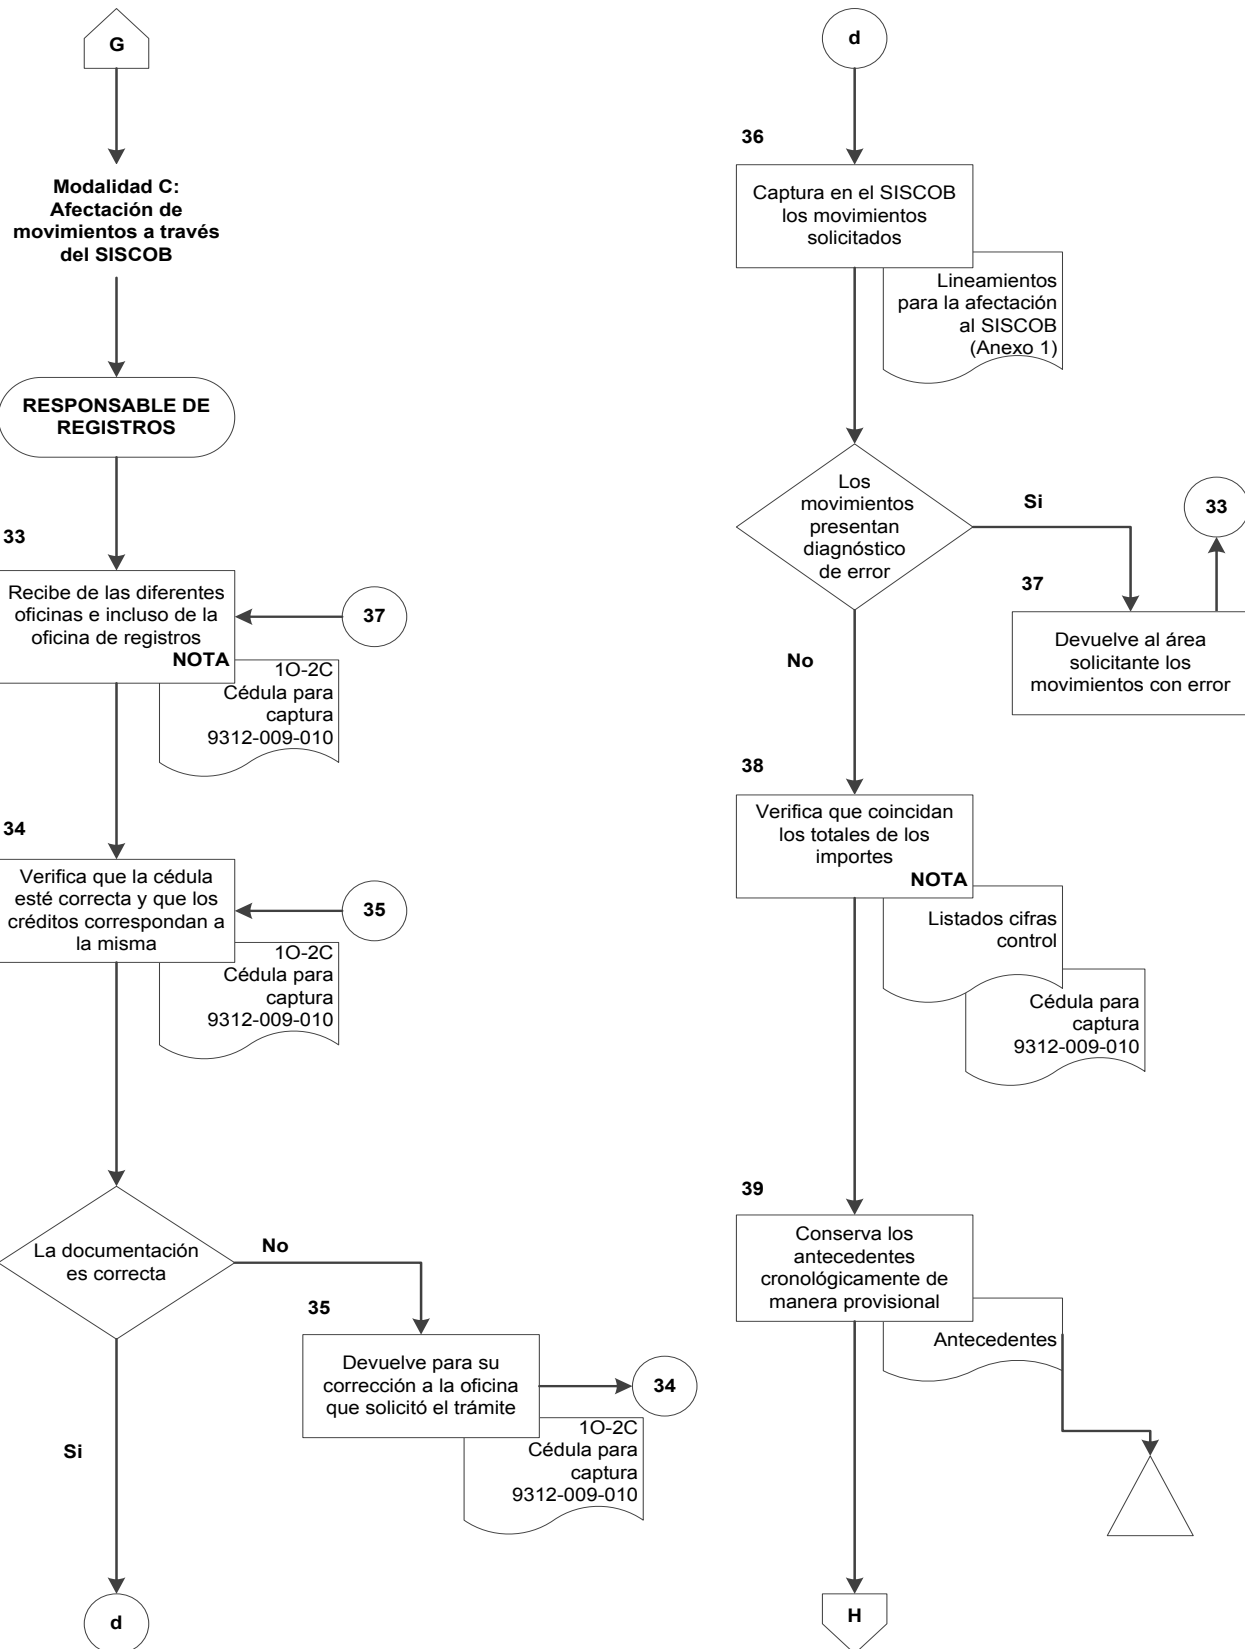 G
Modalidad C:
Afectación de
movimientos a través
del SISCOB
RESPONSABLE DE
REGISTROS
33
Recibe de las diferentes
oficinas e incluso de la
oficina de registros
NOTA
37
1O-2C
Cédula para
captura
9312-009-010
34
Verifica que la cédula
esté correcta y que los
créditos correspondan a
la misma
35
1O-2C
Cédula para
captura
9312-009-010
La documentación
es correcta
No
35
Devuelve para su
corrección a la oficina
que solicitó el trámite
34
1O-2C
Cédula para
captura
9312-009-010
Si
d
d
36
Captura en el SISCOB
los movimientos
solicitados
Lineamientos
para la afectación
al SISCOB
(Anexo 1)
Los
movimientos
presentan
diagnóstico
de error
Si
33
37
Devuelve al área
solicitante los
movimientos con error
No
38
Verifica que coincidan
los totales de los
importes
NOTA
Listados cifras
control
Cédula para
captura
9312-009-010
39
Conserva los
antecedentes
cronológicamente de
manera provisional
Antecedentes
H